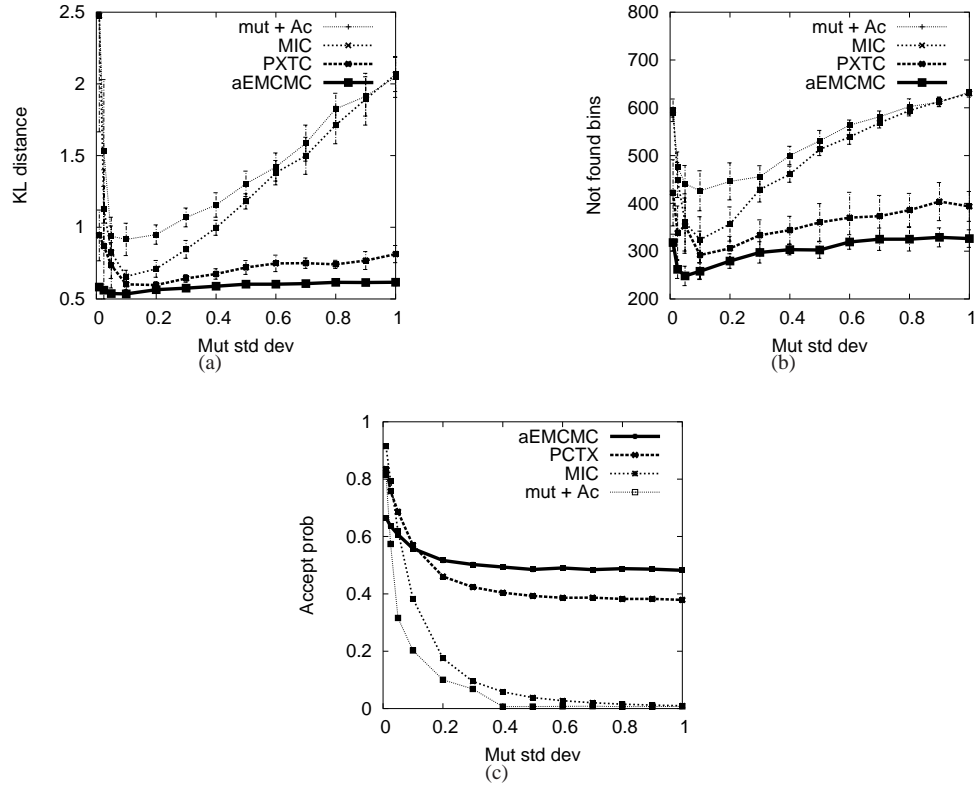 2.5
2
1.5
1
0.5
KL distance
mut + Ac
MIC
PXTC
aEMCMC
0 0.2 0.4 0.6 0.8 1
Mut std dev
(a)
800
700
600
500
400
300
200
Not found bins
mut + Ac
MIC
PXTC
aEMCMC
0 0.2 0.4 0.6 0.8 1
Mut std dev
(b)
1
0.8
0.6
0.4
0.2
0
Accept prob
aEMCMC
PCTX
MIC
mut + Ac
0 0.2 0.4 0.6 0.8 1
Mut std dev
(c)